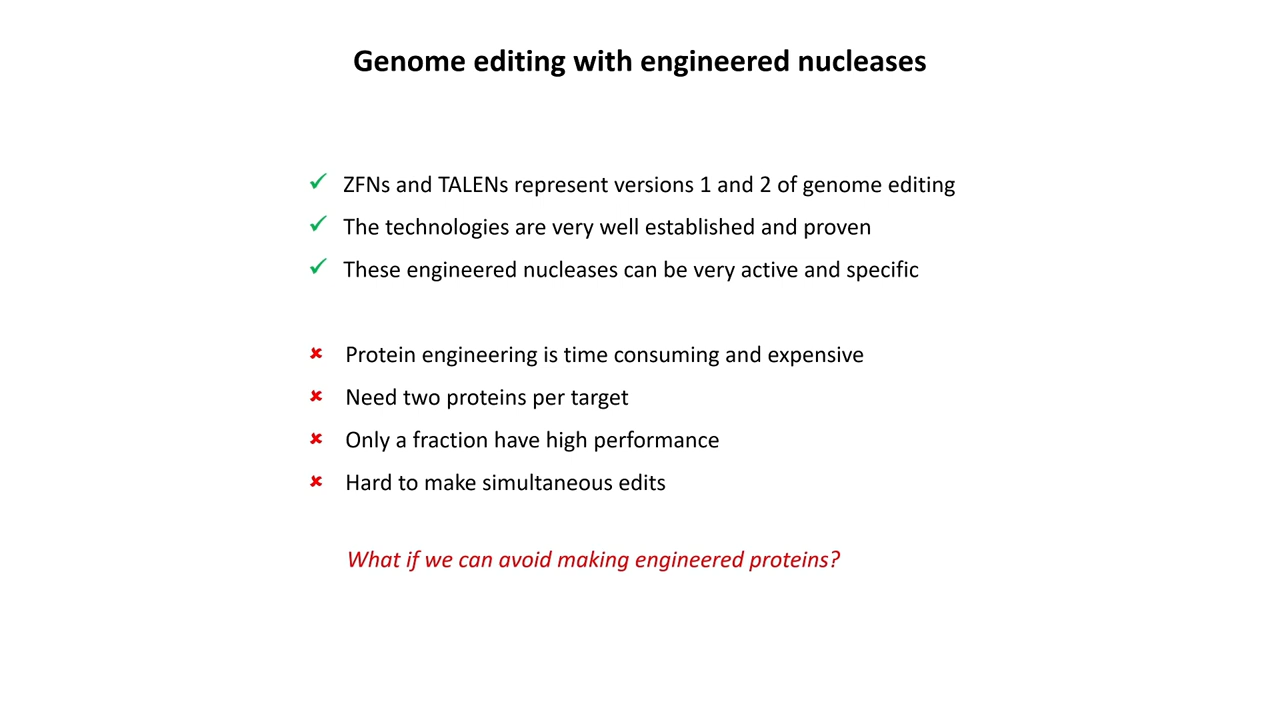 Genome editing with engineered nucleases
✓ ZFNs and TALENs represent versions 1 and 2 of genome editing
✓ The technologies are very well established and proven
✓ These engineered nucleases can be very active and specific
✘ Protein engineering is time consuming and expensive
✘ Need two proteins per target
✘ Only a fraction have high performance
✘ Hard to make simultaneous edits
What if we can avoid making engineered proteins?